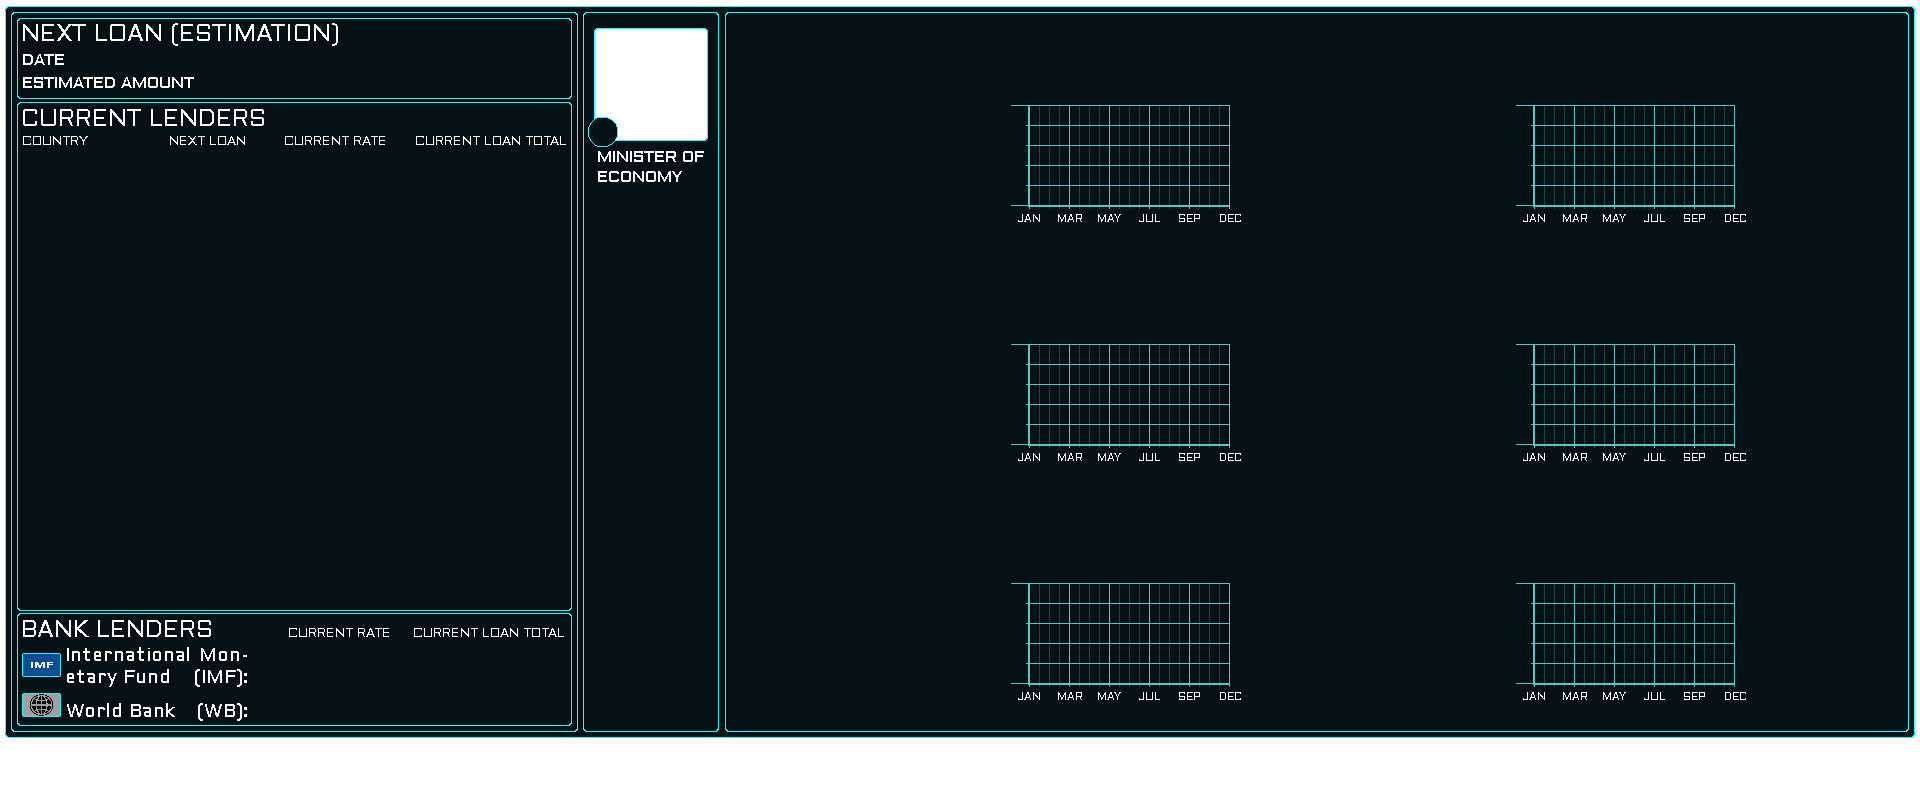 NEXT LOAN (ESTIMATION)
DATE
ESTIMATED AMOUNT
CURRENT LENDERS
COUNTRY NEXT LOAN CURRENT RATE CURRENT LOAN TOTAL
BANK LENDERS CURRENT RATE CURRENT LOAN TOTAL
IMF International Mon-
etary Fund (IMF):
World Bank (WB):
MINISTER OF
ECONOMY
JAN MAR MAY JUL SEP DEC
JAN MAR MAY JUL SEP DEC
JAN MAR MAY JUL SEP DEC
JAN MAR MAY JUL SEP DEC
JAN MAR MAY JUL SEP DEC
JAN MAR MAY JUL SEP DEC